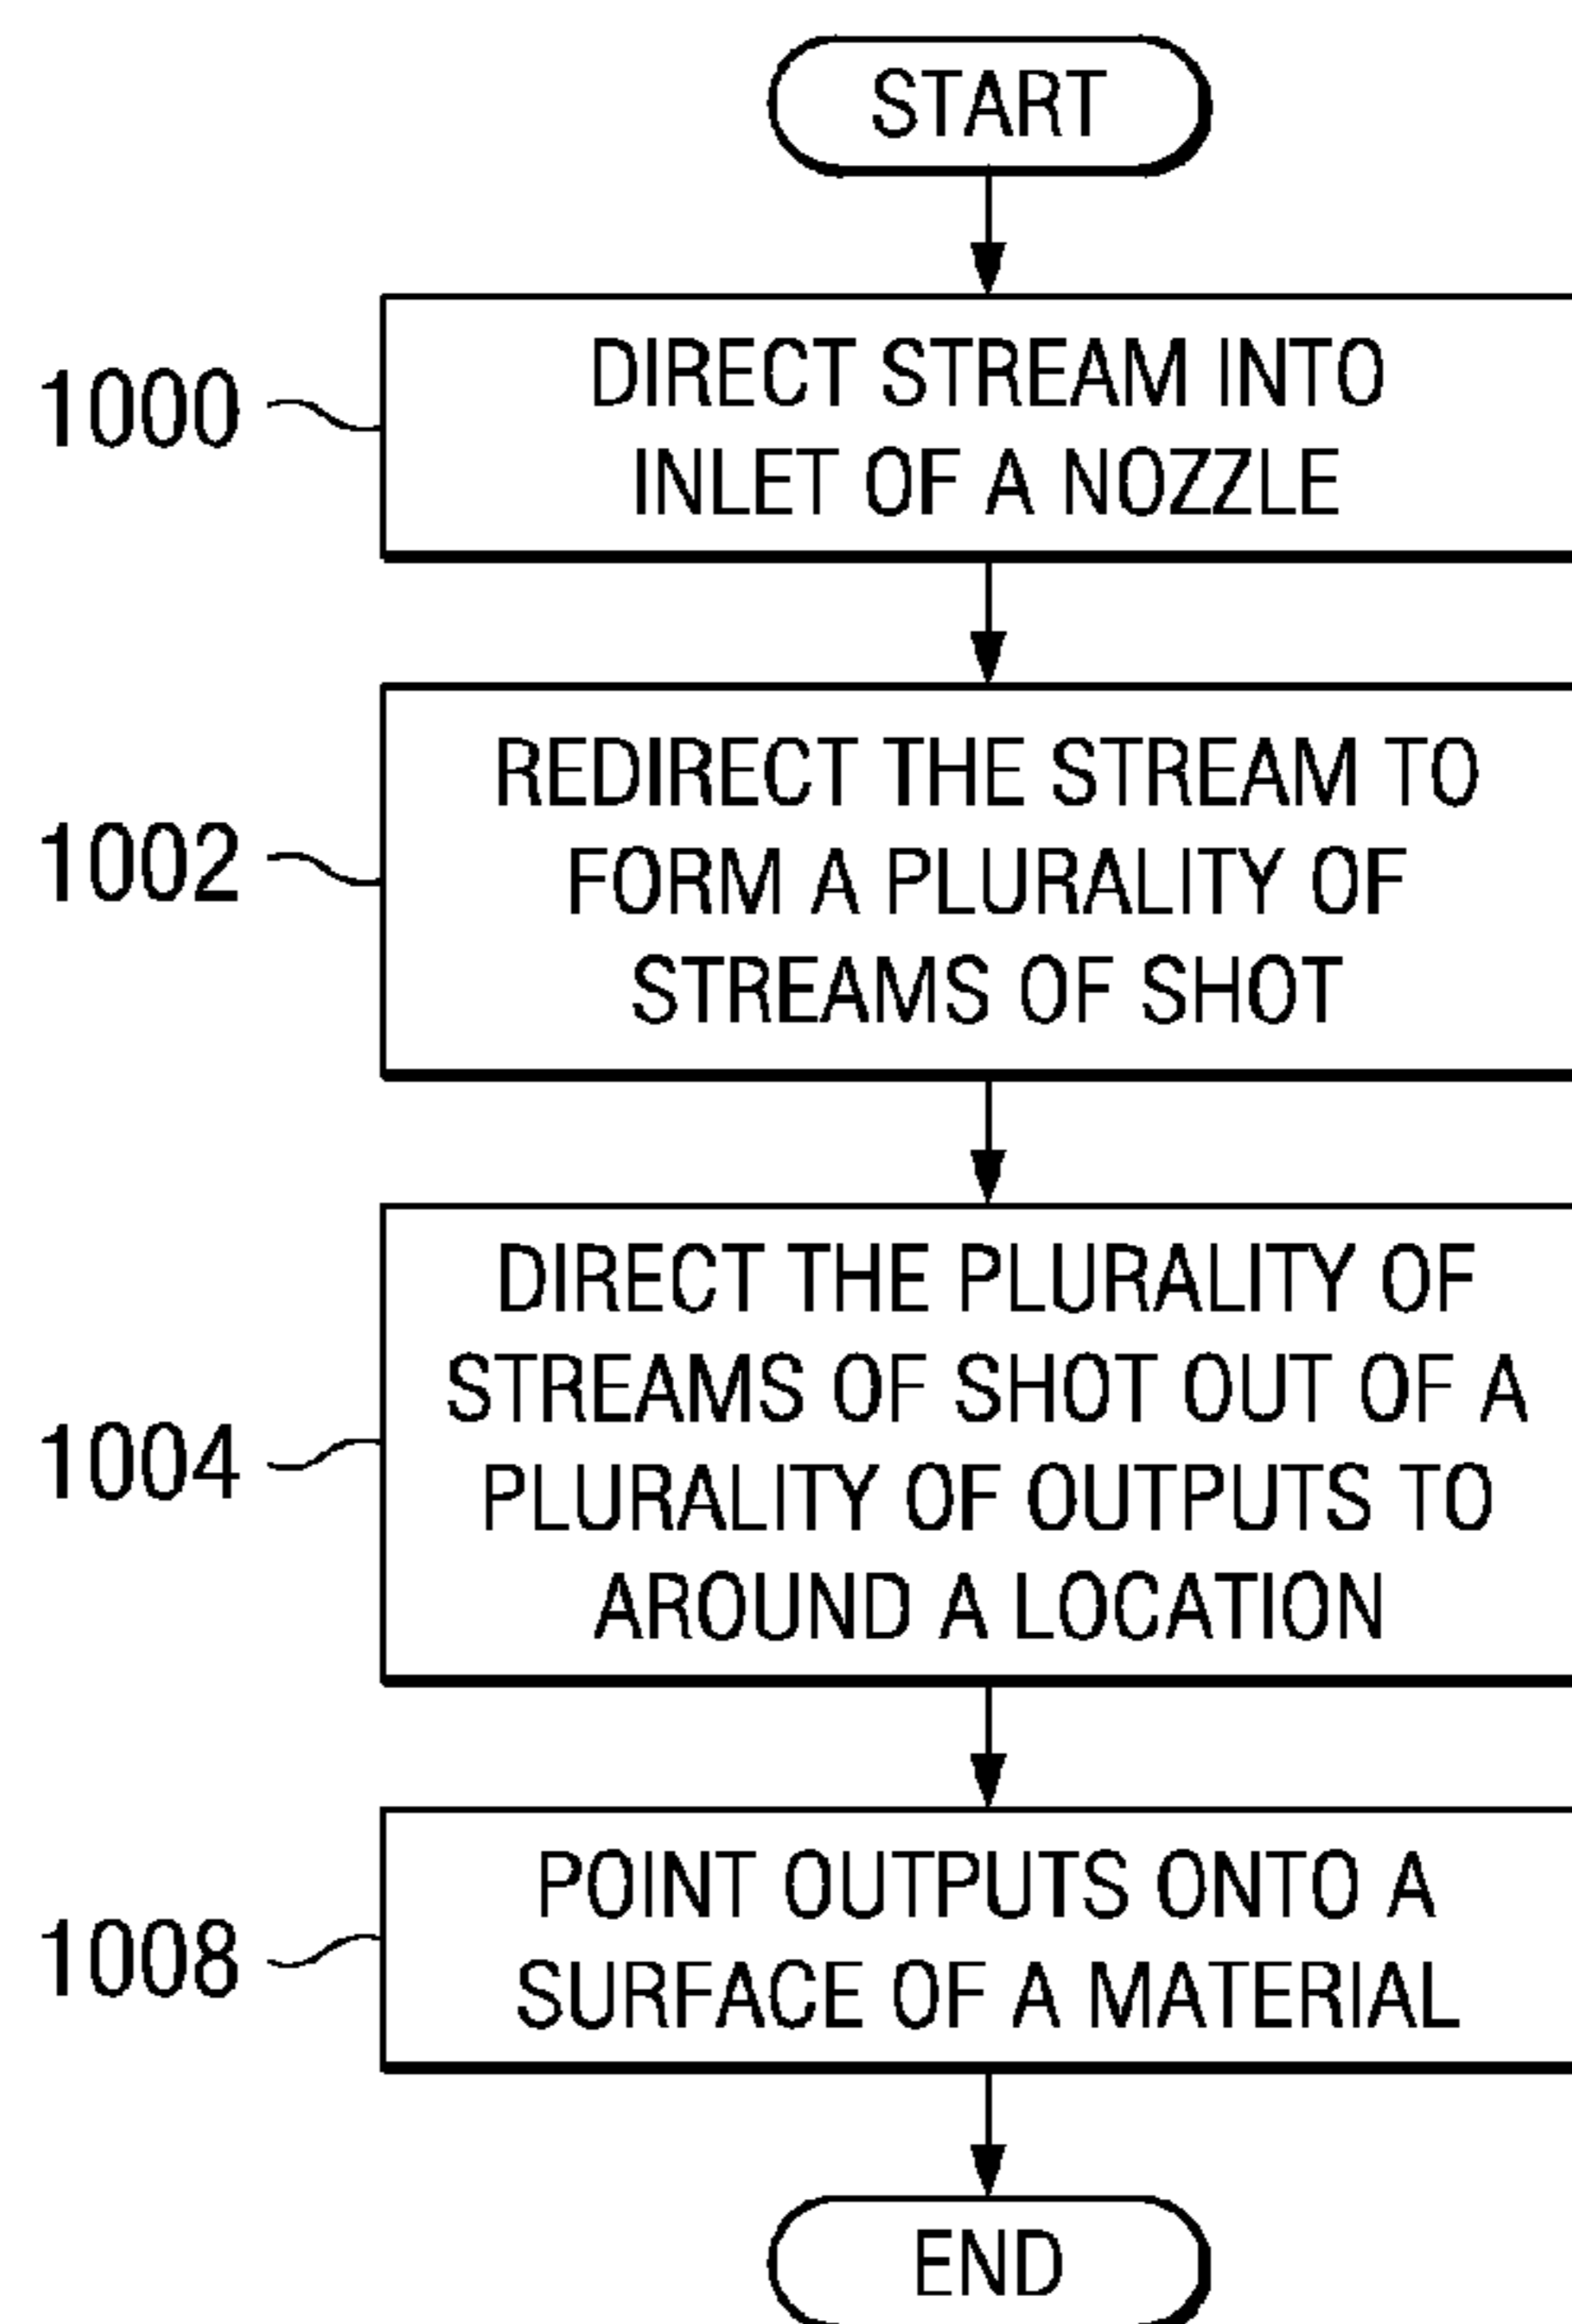 START
1000
DIRECT STREAM INTO
INLET OF A NOZZLE
1002
REDIRECT THE STREAM TO
FORM A PLURALITY OF
STREAMS OF SHOT
1004
DIRECT THE PLURALITY OF
STREAMS OF SHOT OUT OF A
PLURALITY OF OUTPUTS TO
AROUND A LOCATION
1008
POINT OUTPUTS ONTO A
SURFACE OF A MATERIAL
END